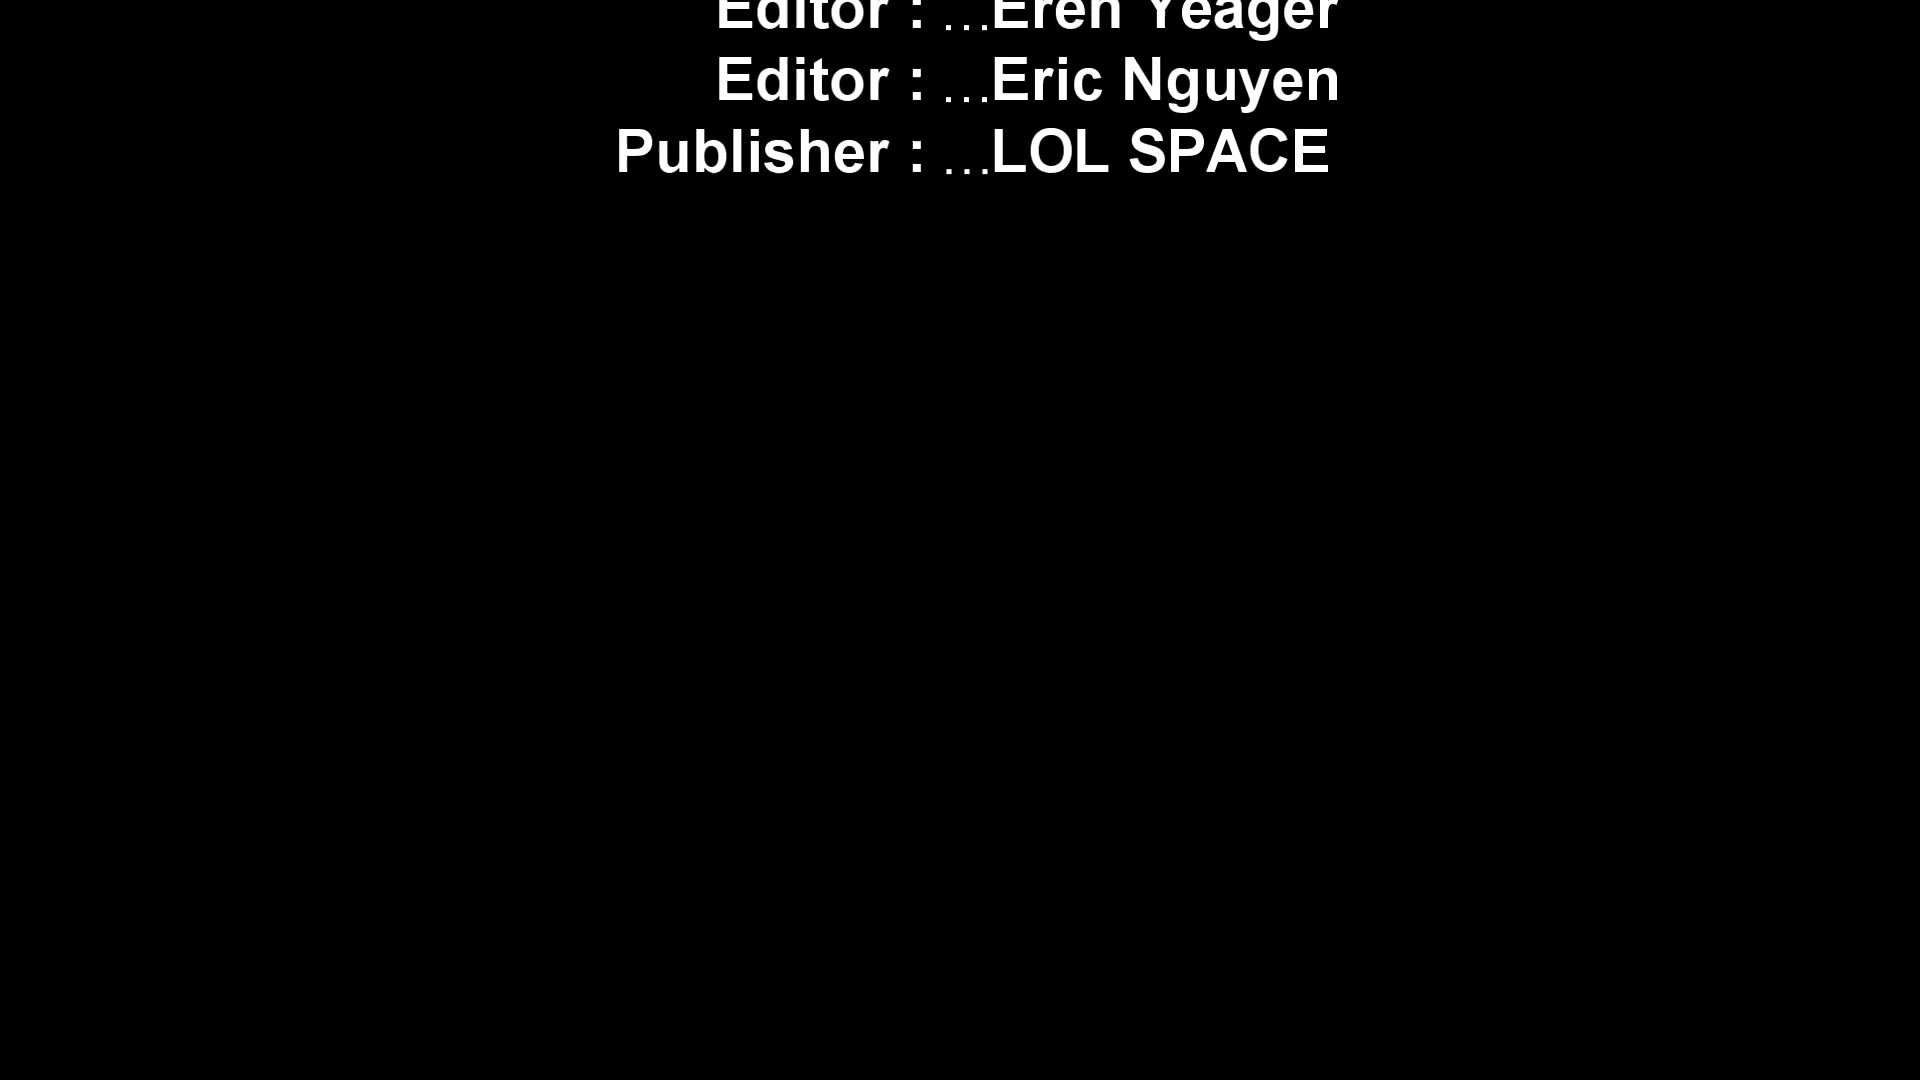 Editor : ...Eren Yeager
Editor : ...Eric Nguyen
Publisher : ...LOL SPACE